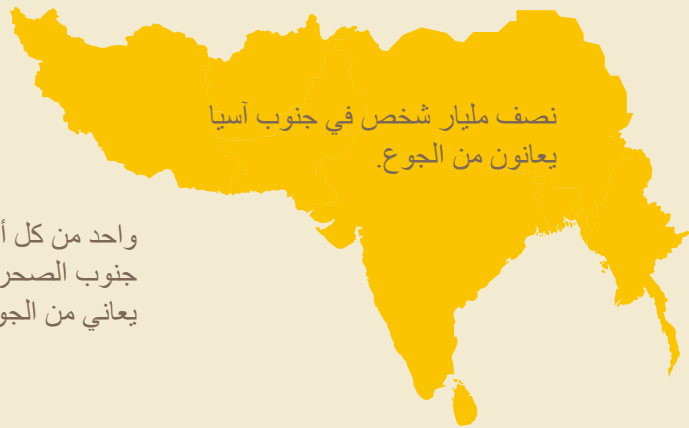 نصف مليار شخص في جنوب آسيا
يعانون من الجوع.
واحد من كل
جنوب
يعاني من